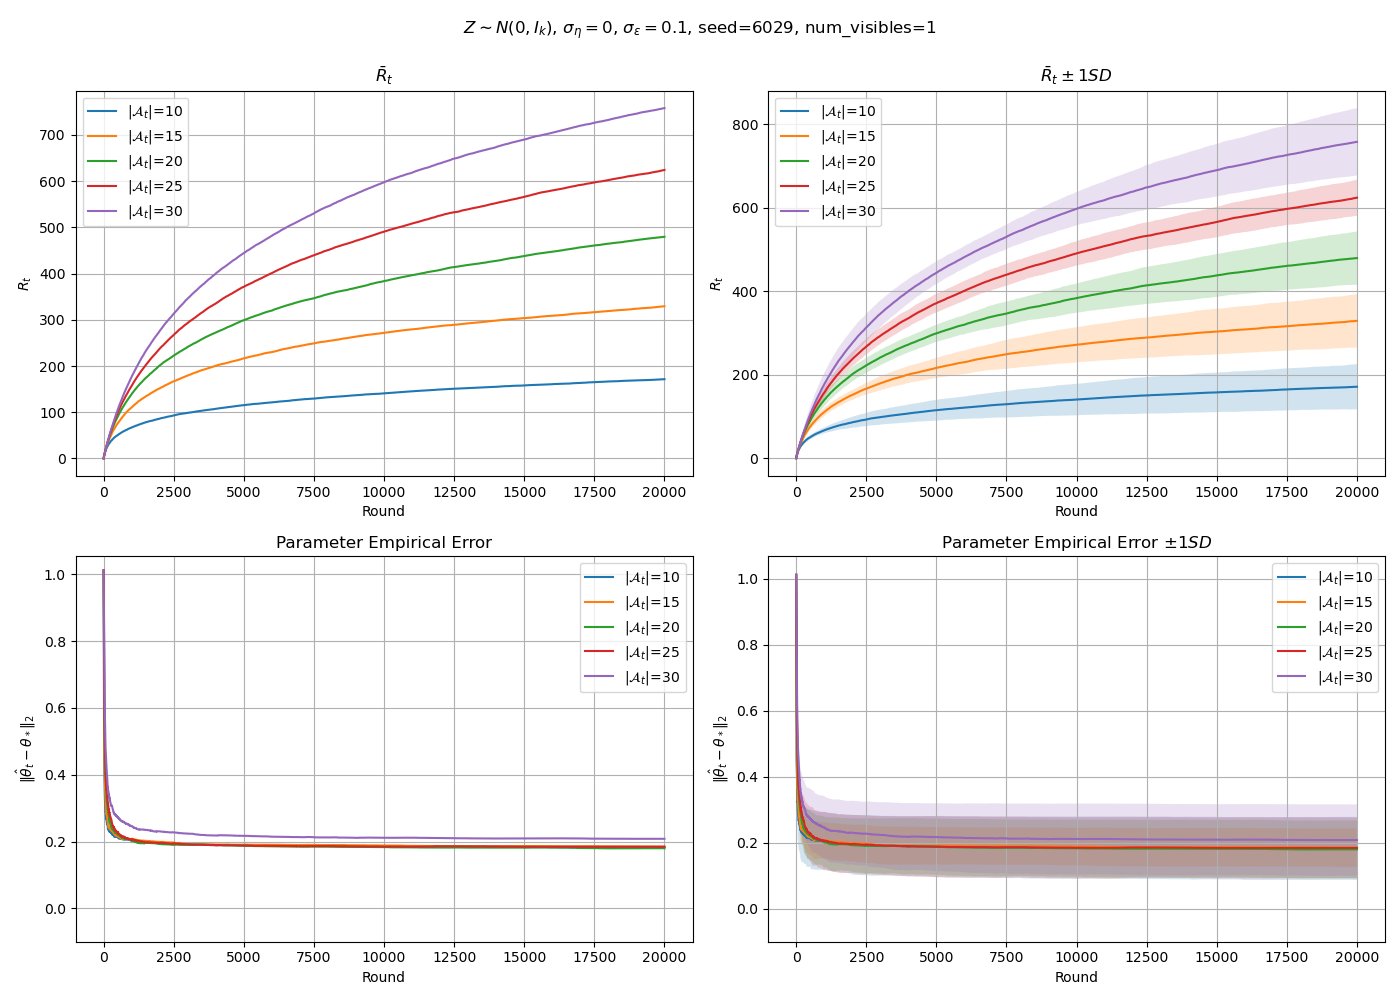 Z ∼ N(0, I_k), σ_η = 0, σ_ε = 0.1, seed=6029, num_visibles=1
R̄_t
|𝒜_t|=10
|𝒜_t|=15
|𝒜_t|=20
|𝒜_t|=25
|𝒜_t|=30
R_t
700
600
500
400
300
200
100
0
0 2500 5000 7500 10000 12500 15000 17500 20000
Round
R̄_t ± 1SD
|𝒜_t|=10
|𝒜_t|=15
|𝒜_t|=20
|𝒜_t|=25
|𝒜_t|=30
R_t
800
600
400
200
0
0 2500 5000 7500 10000 12500 15000 17500 20000
Round
Parameter Empirical Error
|𝒜_t|=10
|𝒜_t|=15
|𝒜_t|=20
|𝒜_t|=25
|𝒜_t|=30
‖θ̂_t − θ_*‖_2
1.0
0.8
0.6
0.4
0.2
0.0
0 2500 5000 7500 10000 12500 15000 17500 20000
Round
Parameter Empirical Error ±1SD
|𝒜_t|=10
|𝒜_t|=15
|𝒜_t|=20
|𝒜_t|=25
|𝒜_t|=30
‖θ̂_t − θ_*‖_2
1.0
0.8
0.6
0.4
0.2
0.0
0 2500 5000 7500 10000 12500 15000 17500 20000
Round